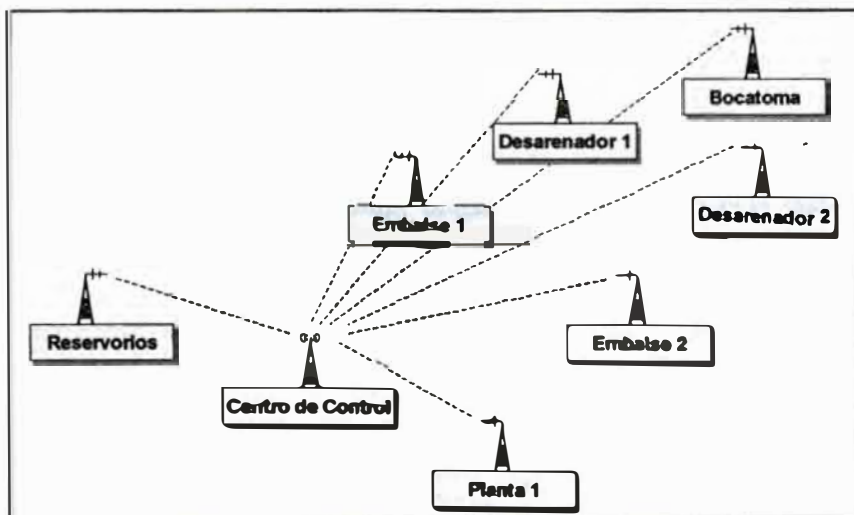 Bocatoma
Desarenador 1
Embalse 1
Desarenador 2
Reservorios
Embalse 2
Centro de Control
Planta 1